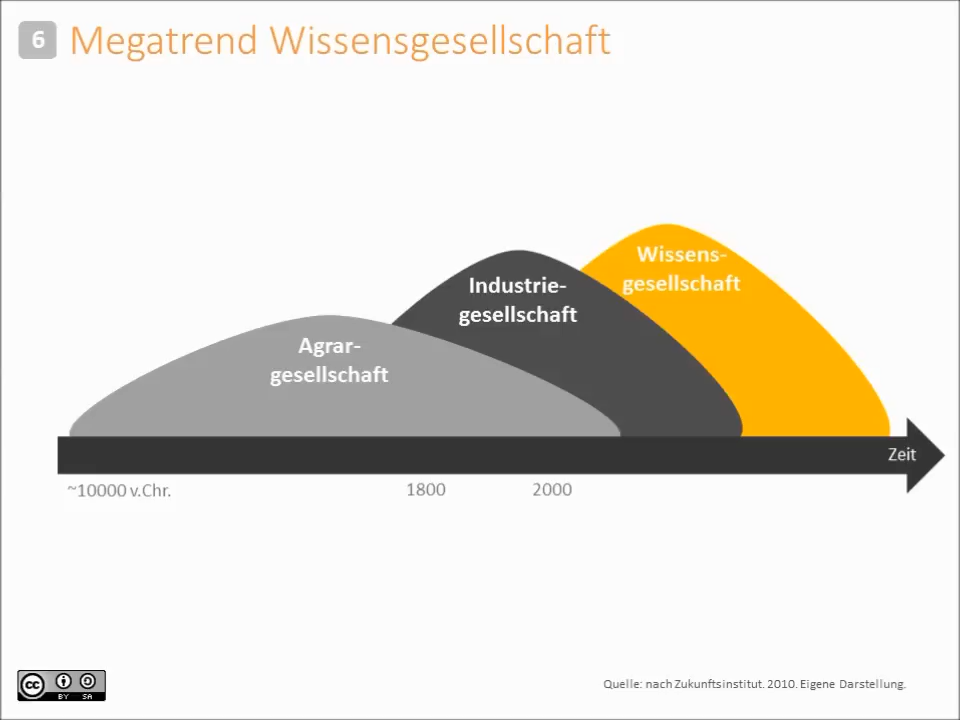 6 Megatrend Wissensgesellschaft
Wissens-
gesellschaft
Industrie-
gesellschaft
Agrar-
gesellschaft
Zeit
~10000 v.Chr. 1800 2000
cc BY SA
Quelle: nach Zukunftsinstitut. 2010. Eigene Darstellung.